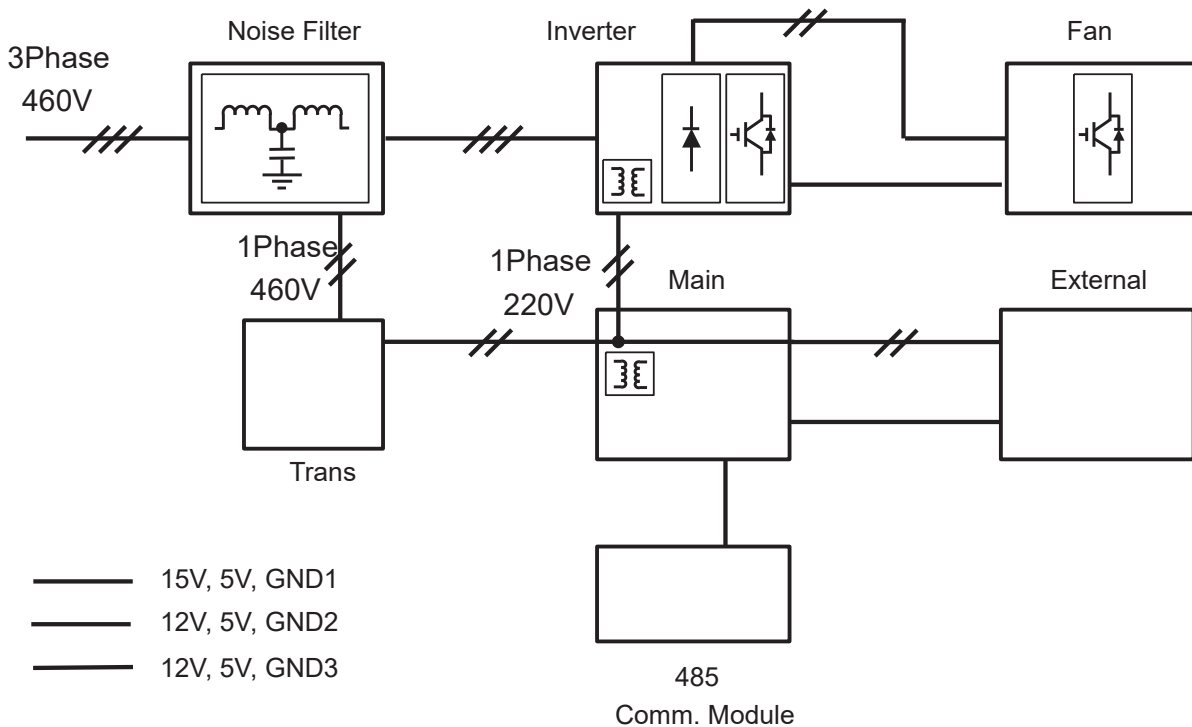 Noise Filter
Inverter
Fan
3Phase
460V
1Phase
460V
1Phase
220V
Main
External
Trans
15V, 5V, GND1
12V, 5V, GND2
12V, 5V, GND3
485
Comm. Module